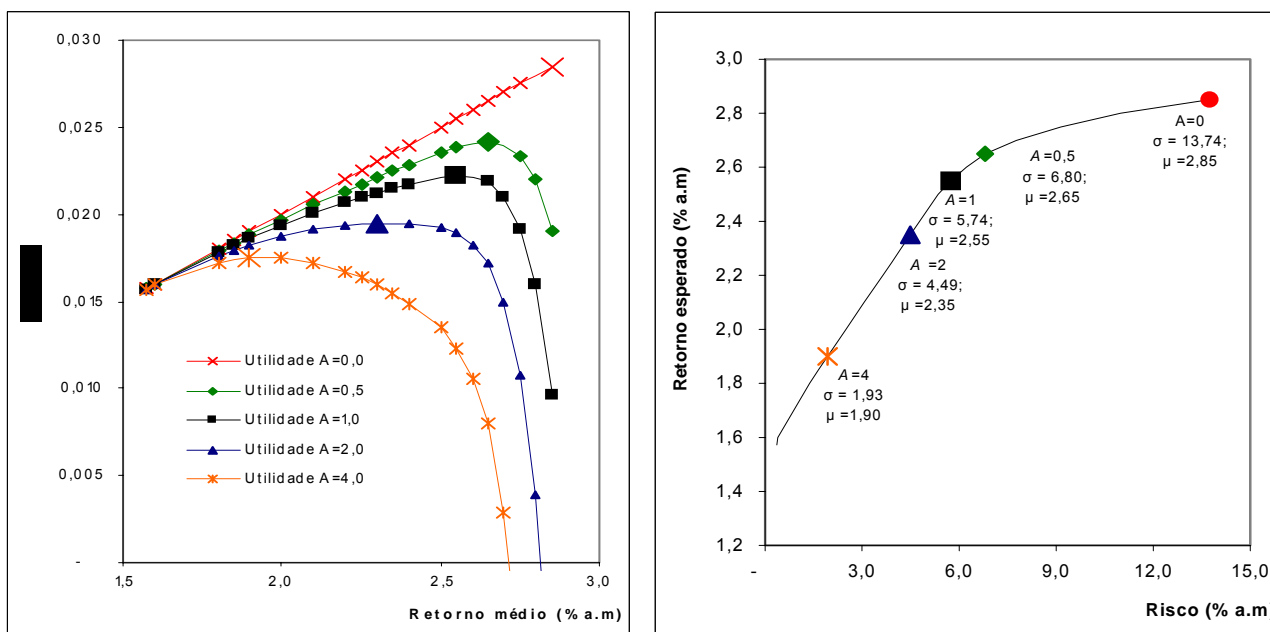 0,030
0,025
0,020
0,015
0,010
0,005
-
1,5
2,0
2,5
3,0
Retorno médio (% a.m)
Utilidade A=0,0
Utilidade A=0,5
Utilidade A=1,0
Utilidade A=2,0
Utilidade A=4,0
Retorno esperado (% a.m)
3,0
2,8
2,6
2,4
2,2
2,0
1,8
1,6
1,4
1,2
-
3,0
6,0
9,0
12,0
15,0
Risco (% a.m)
A=0
σ = 13,74;
μ =2,85
A=0,5
σ = 6,80;
μ =2,65
A=1
σ = 5,74;
μ =2,55
A =2
σ = 4,49;
μ =2,35
A=4
σ = 1,93
μ =1,90